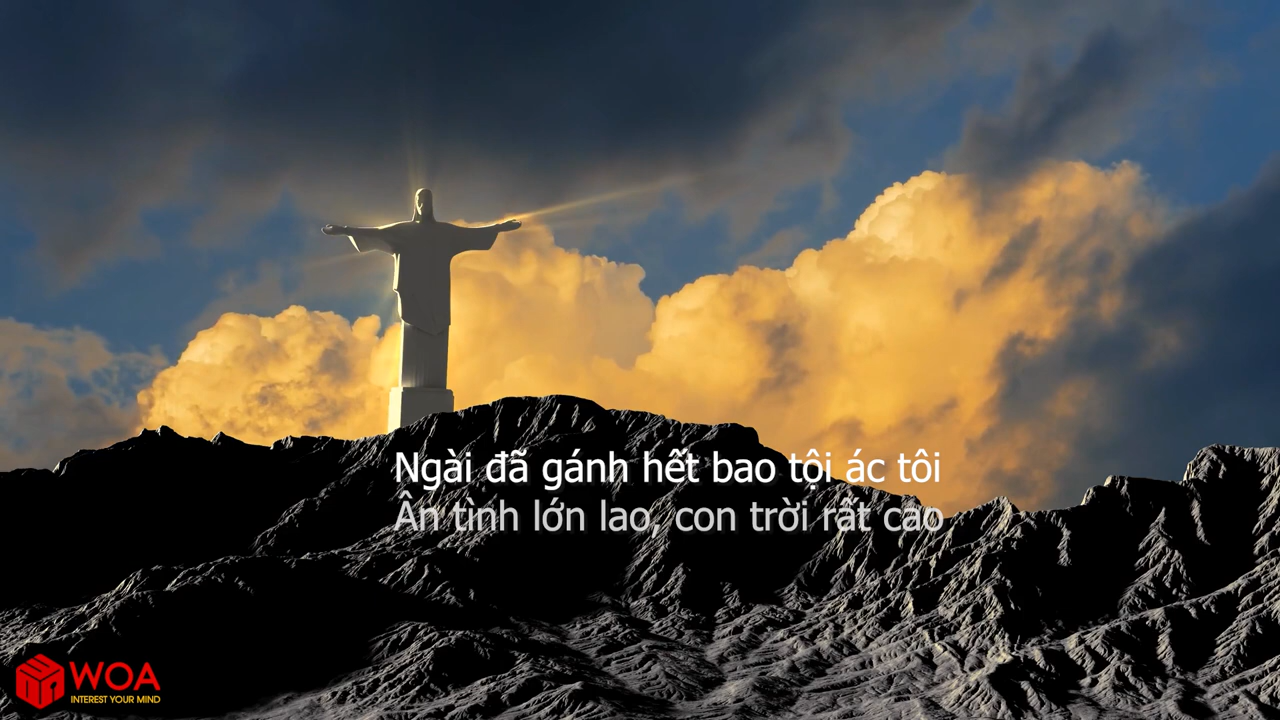 Ngài đã gánh hết bao tội ác tôi
Ân tình lớn lao, con trời rất cao
WOA
INTEREST YOUR MIND